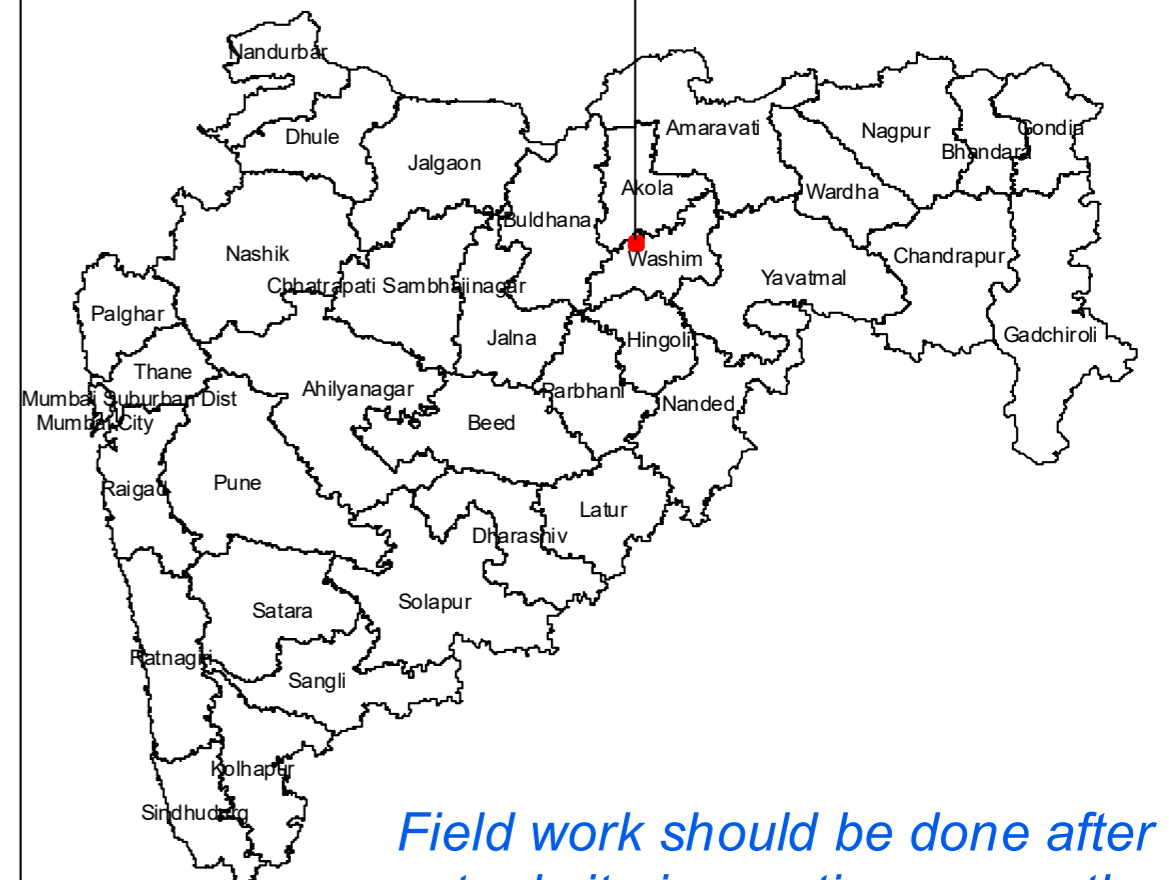 Nandurbar
Dhule
Jalgaon
Amaravati
Nagpur
Gondia
Bhandara
Akola
Wardha
Buldhana
Nashik
Washim
Chandrapur
Yavatmal
Chhatrapati Sambhajinagar
Palghar
Jalna
Hingoli
Gadchiroli
Thane
Ahilyanagar
Parbhani
Nanded
Mumbai Suburban Dist
Mumbai City
Beed
Raigad
Pune
Latur
Dharashiv
Satara
Solapur
Ratnagiri
Sangli
Kolhapur
Sindhudurg
Field work should be done after